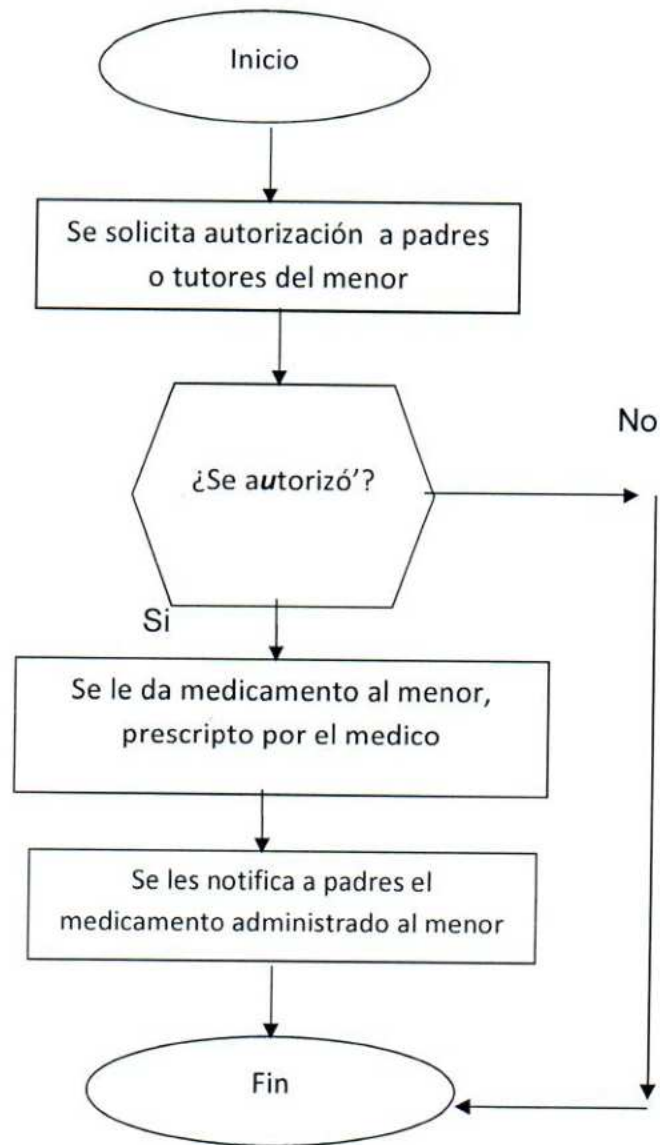 Inicio
Se solicita autorización a padres
o tutores del menor
No
¿Se autorizó’?
Si
Se le da medicamento al menor,
prescripto por el medico
Se les notifica a padres el
medicamento administrado al menor
Fin